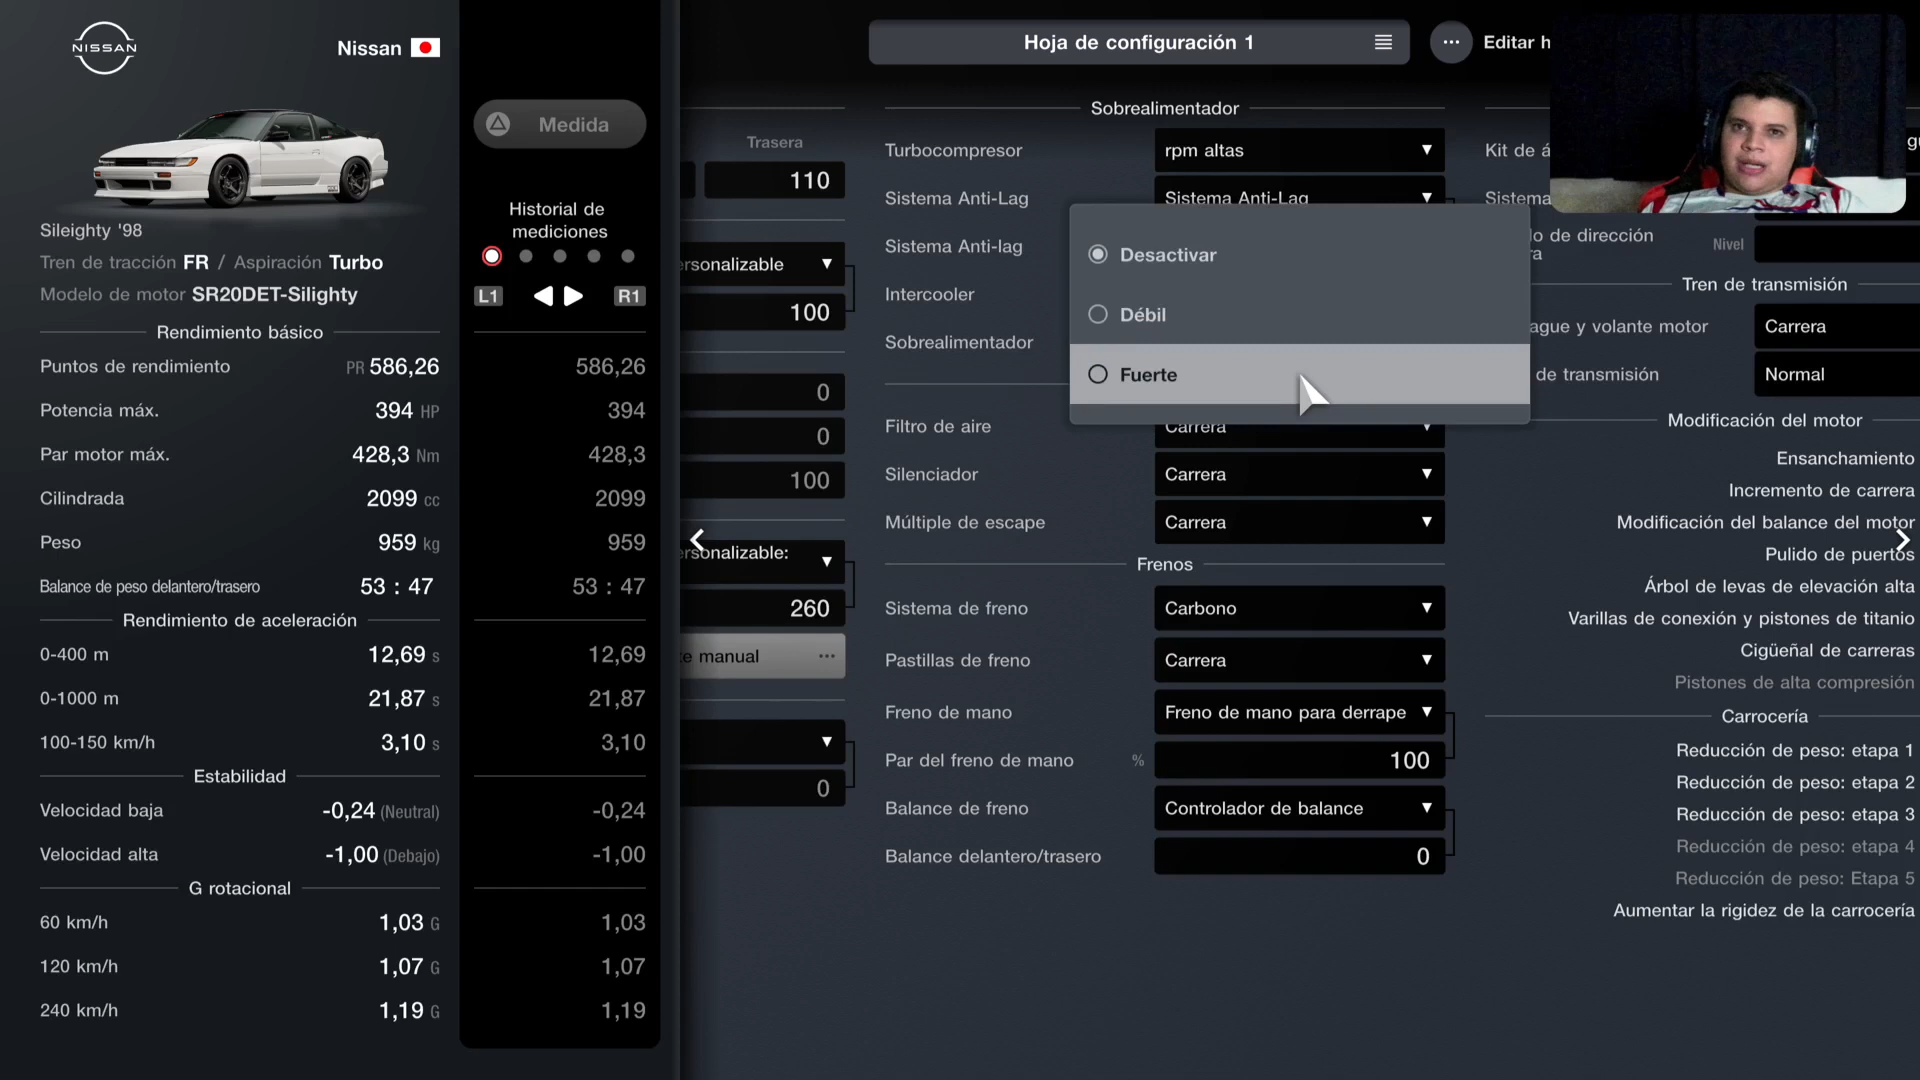 NISSAN
Nissan
Sileighty '98
Tren de tracción FR / Aspiración Turbo
Modelo de motor SR20DET-Silighty
Rendimiento básico
Puntos de rendimiento PR 586,26
Potencia máx. 394 HP
Par motor máx. 428,3 Nm
Cilindrada 2099 cc
Peso 959 kg
Balance de peso delantero/trasero 53 : 47
Rendimiento de aceleración
0-400 m 12,69 s
0-1000 m 21,87 s
100-150 km/h 3,10 s
Estabilidad
Velocidad baja -0,24 (Neutral)
Velocidad alta -1,00 (Debajo)
G rotacional
60 km/h 1,03 G
120 km/h 1,07 G
240 km/h 1,19 G
Medida
Historial de
mediciones
L1 R1
586,26
394
428,3
2099
959
53 : 47
12,69
21,87
3,10
-0,24
-1,00
1,03
1,07
1,19
Trasera
110
ersonalizable
100
0
0
100
ersonalizable:
260
te manual ...
0
Hoja de configuración 1
... Editar h
Sobrealimentador
Turbocompresor rpm altas
Sistema Anti-Lag Sistema Anti-Lag
Sistema Anti-lag
Intercooler
Sobrealimentador
Desactivar
Débil
Fuerte
Filtro de aire Carrera
Silenciador Carrera
Múltiple de escape Carrera
Frenos
Sistema de freno Carbono
Pastillas de freno Carrera
Freno de mano Freno de mano para derrape
Par del freno de mano % 100
Balance de freno Controlador de balance
Balance delantero/trasero 0
Kit de á
Sistema
lo de dirección
ra
Nivel
Tren de transmisión
ague y volante motor Carrera
de transmisión Normal
Modificación del motor
Ensanchamiento
Incremento de carrera
Modificación del balance del motor
Pulido de puertos
Árbol de levas de elevación alta
Varillas de conexión y pistones de titanio
Cigüeñal de carreras
Pistones de alta compresión
Carrocería
Reducción de peso: etapa 1
Reducción de peso: etapa 2
Reducción de peso: etapa 3
Reducción de peso: etapa 4
Reducción de peso: Etapa 5
Aumentar la rigidez de la carrocería